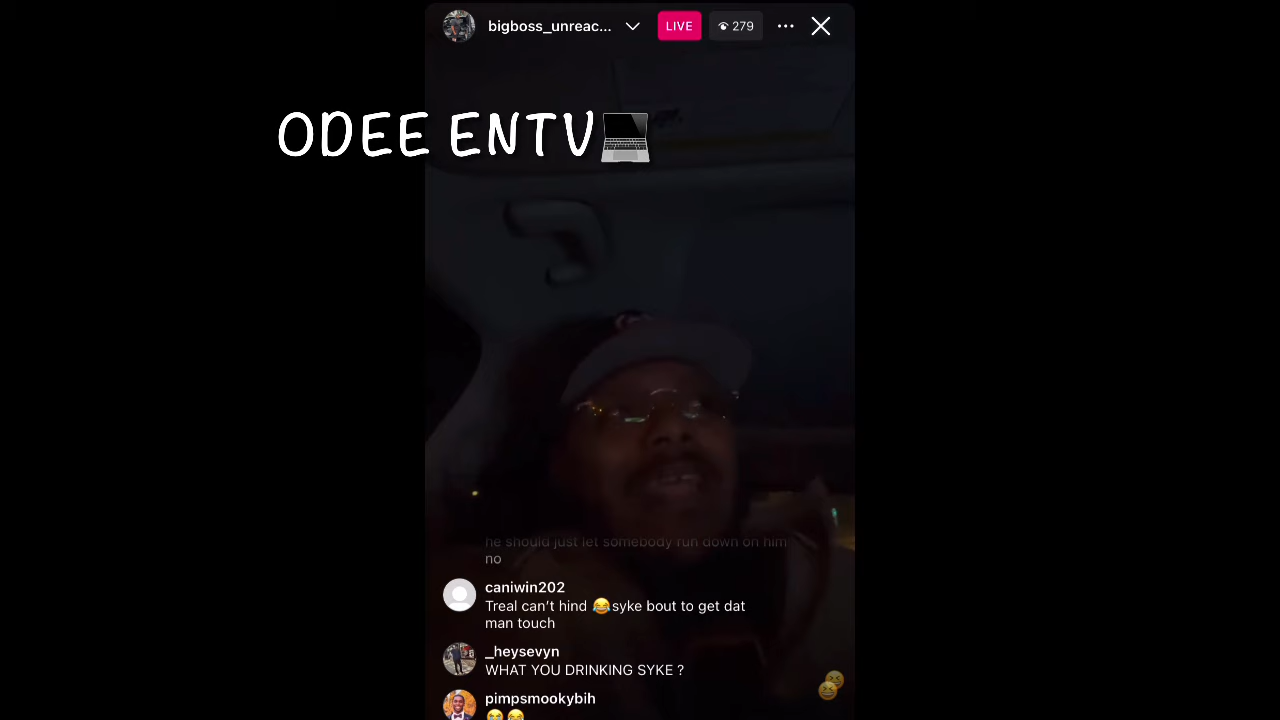 bigboss_unreac...
LIVE
279
ODEE ENTV💻
he should just let somebody run down on him
no
caniwin202
Treal can't hind 😂syke bout to get dat
man touch
_heysevyn
WHAT YOU DRINKING SYKE ?
pimpsmookybih
😭😂